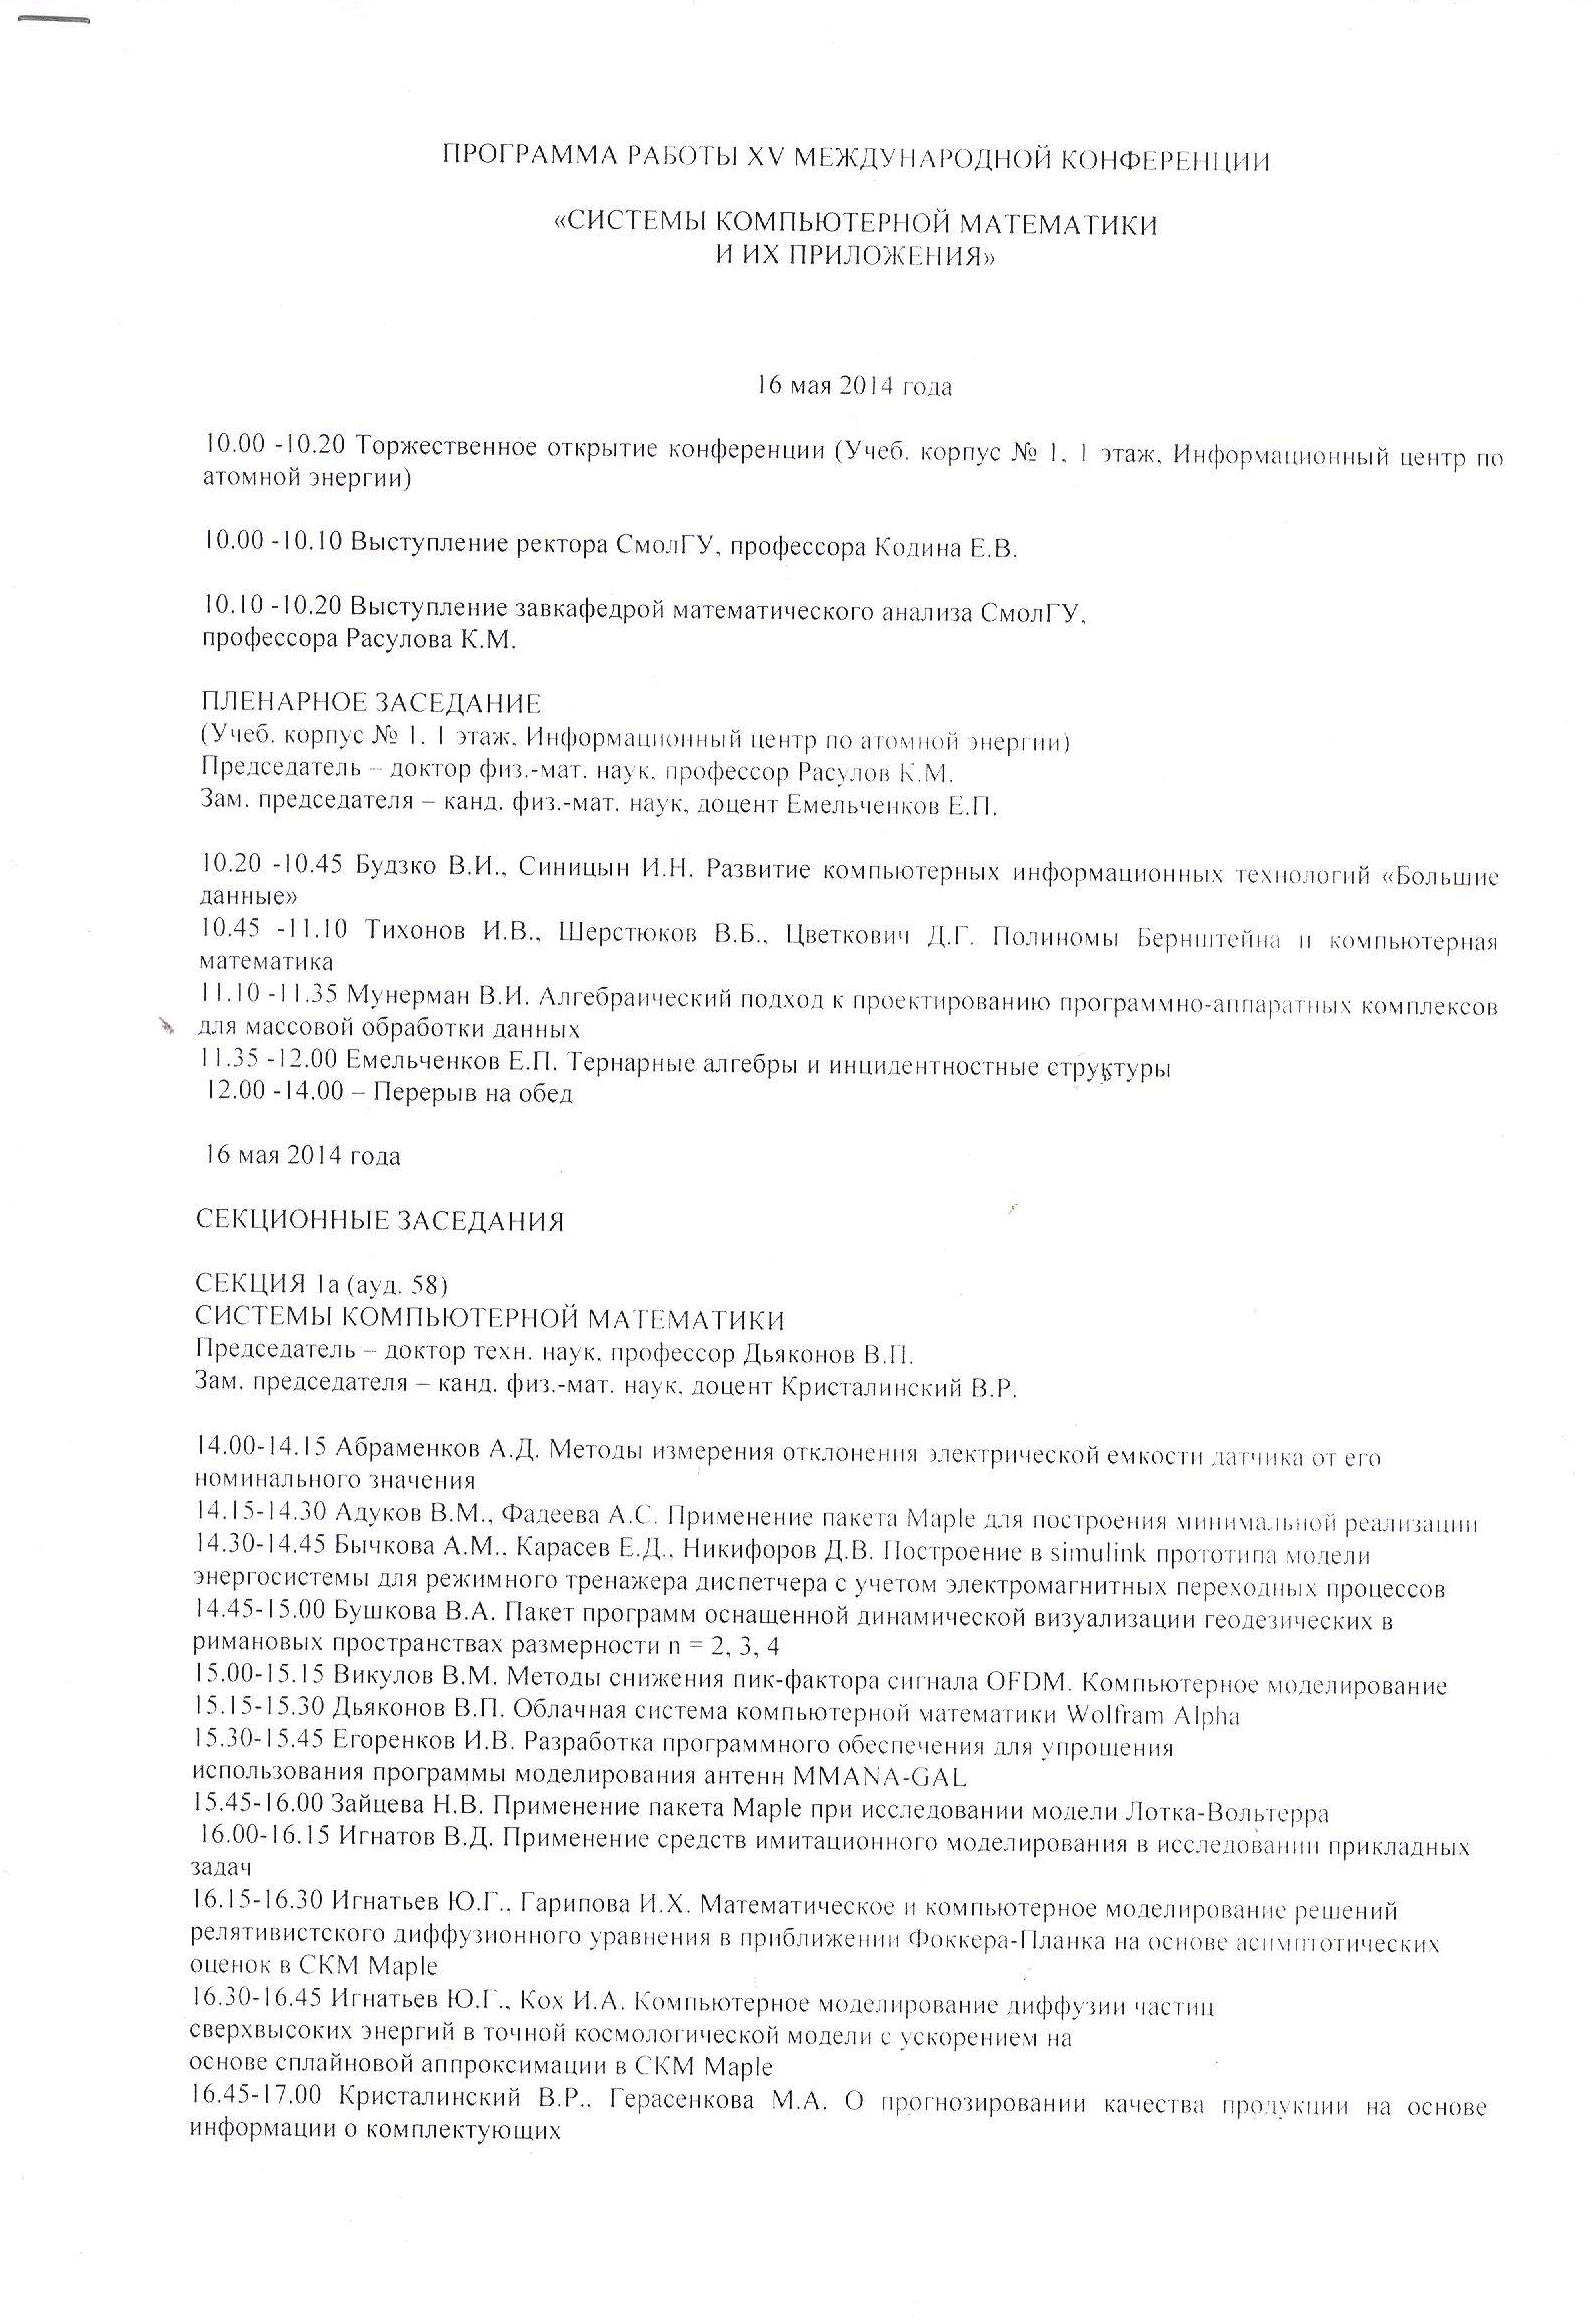 ПРОГРАММА РАБОТЫ XV МЕЖДУНАРОДНОЙ КОНФЕРЕНЦИИ
«СИСТЕМЫ КОМПЬЮТЕРНОЙ МАТЕМАТИКИ
И ИХ ПРИЛОЖЕНИЯ»
16 мая 2014 года
10.00 -10.20 Торжественное открытие конференции (Учеб. корпус № 1, 1 этаж, Информационный центр по
атомной энергии)
10.00 -10.10 Выступление ректора СмолГУ, профессора Кодина Е.В.
10.10 -10.20 Выступление завкафедрой математического анализа СмолГУ,
профессора Расулова К.М.
ПЛЕНАРНОЕ ЗАСЕДАНИЕ
(Учеб. корпус № 1, 1 этаж, Информационный центр по атомной энергии)
Председатель – доктор физ.-мат. наук, профессор Расулов К.М.
Зам. председателя – канд. физ.-мат. наук, доцент Емельченков Е.П.
10.20 -10.45 Будзко В.И., Синицын И.Н. Развитие компьютерных информационных технологий «Большие
данные»
10.45 -11.10 Тихонов И.В., Шерстюков В.Б., Цветкович Д.Г. Полиномы Бернштейна и компьютерная
математика
11.10 -11.35 Мунерман В.И. Алгебраический подход к проектированию программно-аппаратных комплексов
для массовой обработки данных
11.35 -12.00 Емельченков Е.П. Тернарные алгебры и инцидентностные структуры
12.00 -14.00 – Перерыв на обед
16 мая 2014 года
СЕКЦИОННЫЕ ЗАСЕДАНИЯ
СЕКЦИЯ 1а (ауд. 58)
СИСТЕМЫ КОМПЬЮТЕРНОЙ МАТЕМАТИКИ
Председатель – доктор техн. наук, профессор Дьяконов В.П.
Зам. председателя – канд. физ.-мат. наук, доцент Кристалинский В.Р.
14.00-14.15 Абраменков А.Д. Методы измерения отклонения электрической емкости датчика от его
номинального значения
14.15-14.30 Адуков В.М., Фадеева А.С. Применение пакета Maple для построения минимальной реализации
14.30-14.45 Бычкова А.М., Карасев Е.Д., Никифоров Д.В. Построение в simulink прототипа модели
энергосистемы для режимного тренажера диспетчера с учетом электромагнитных переходных процессов
14.45-15.00 Бушкова В.А. Пакет программ оснащенной динамической визуализации геодезических в
римановых пространствах размерности n = 2, 3, 4
15.00-15.15 Викулов В.М. Методы снижения пик-фактора сигнала OFDM. Компьютерное моделирование
15.15-15.30 Дьяконов В.П. Облачная система компьютерной математики Wolfram Alpha
15.30-15.45 Егоренков И.В. Разработка программного обеспечения для упрощения
использования программы моделирования антенн MMANA-GAL
15.45-16.00 Зайцева Н.В. Применение пакета Maple при исследовании модели Лотка-Вольтерра
16.00-16.15 Игнатов В.Д. Применение средств имитационного моделирования в исследовании прикладных
задач
16.15-16.30 Игнатьев Ю.Г., Гарипова И.Х. Математическое и компьютерное моделирование решений
релятивистского диффузионного уравнения в приближении Фоккера-Планка на основе асимптотических
оценок в СКМ Maple
16.30-16.45 Игнатьев Ю.Г., Кох И.А. Компьютерное моделирование диффузии частиц
сверхвысоких энергий в точной космологической модели с ускорением на
основе сплайновой аппроксимации в СКМ Maple
16.45-17.00 Кристалинский В.Р., Герасенкова М.А. О прогнозировании качества продукции на основе
информации о комплектующих